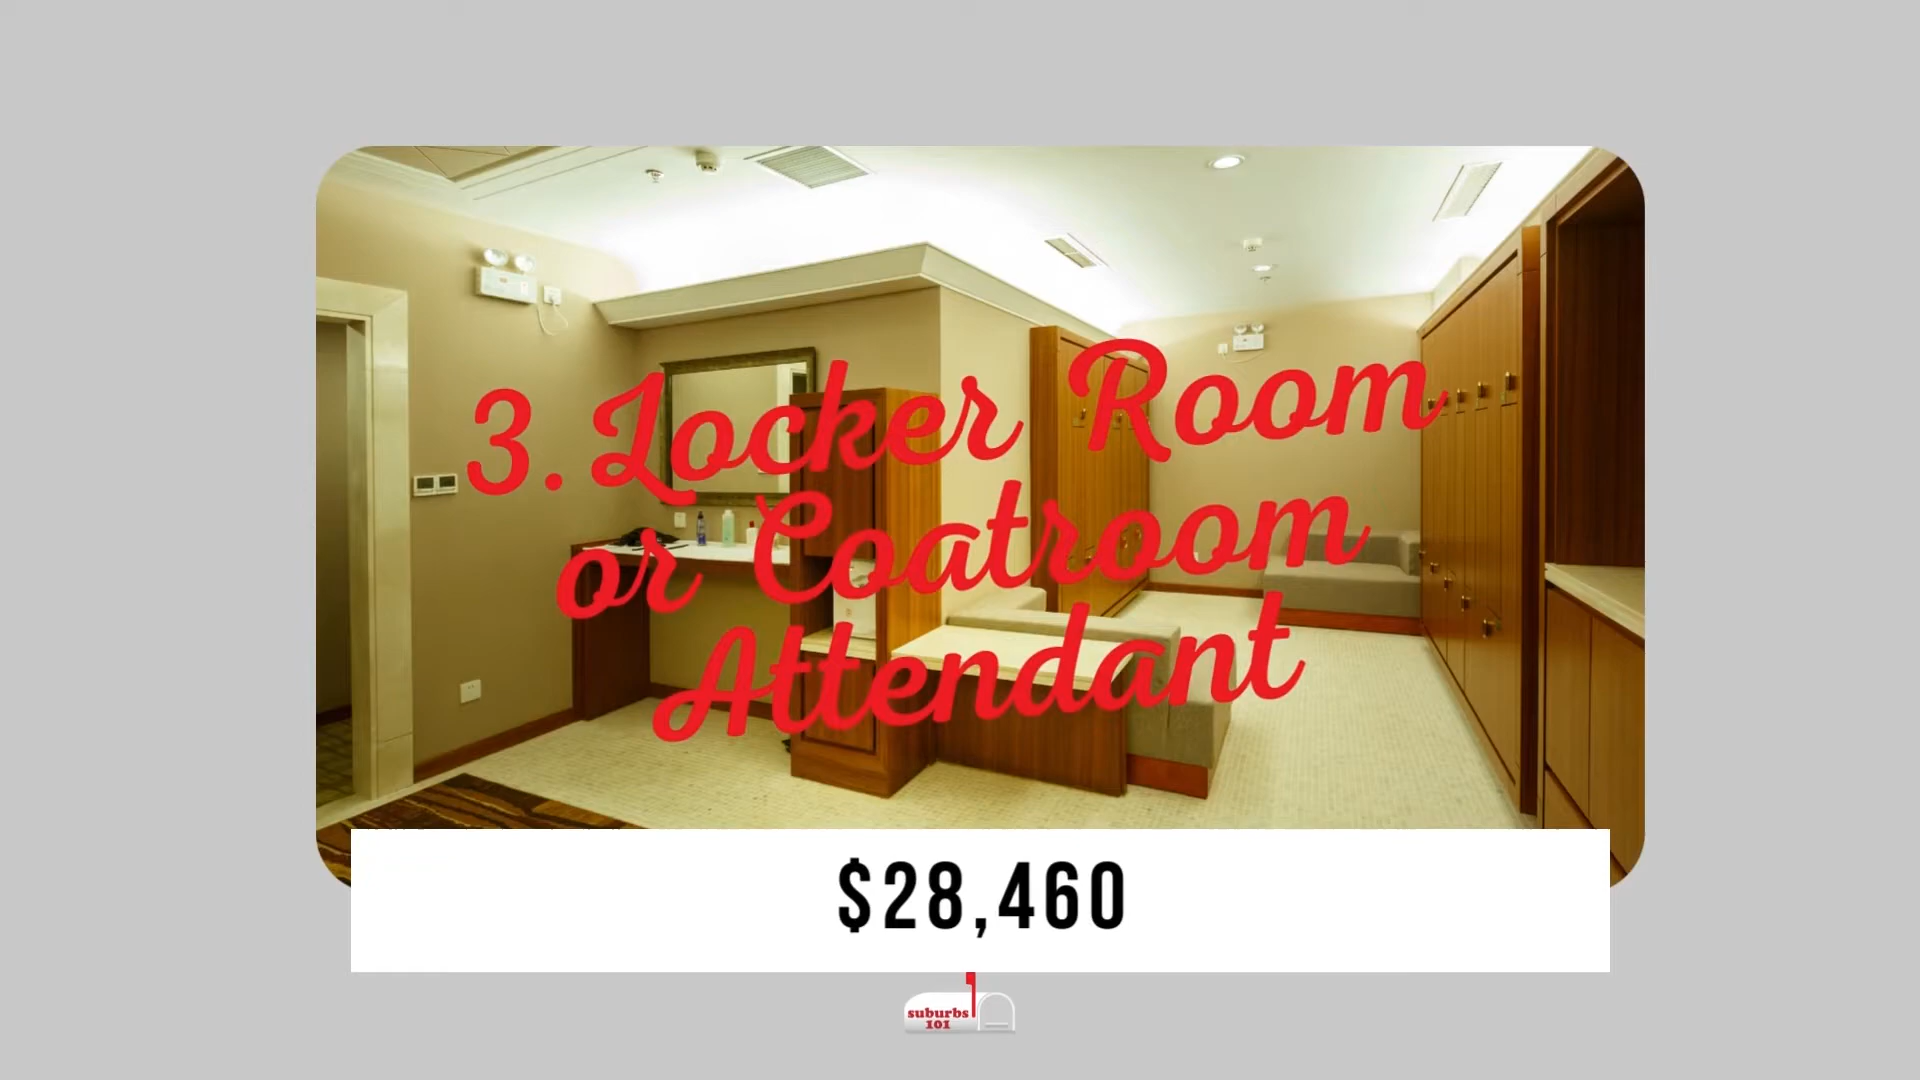 3. Locker Room
or Coatroom
Attendant
$28,460
suburbs
101